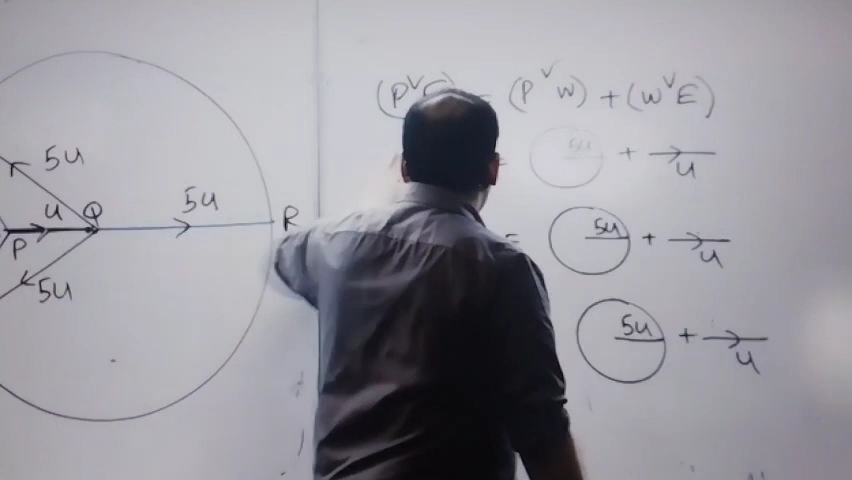 5u
u Q 5u R
P
5u
(P V W) + (W V E)
5u + u
5u + u
5u + u